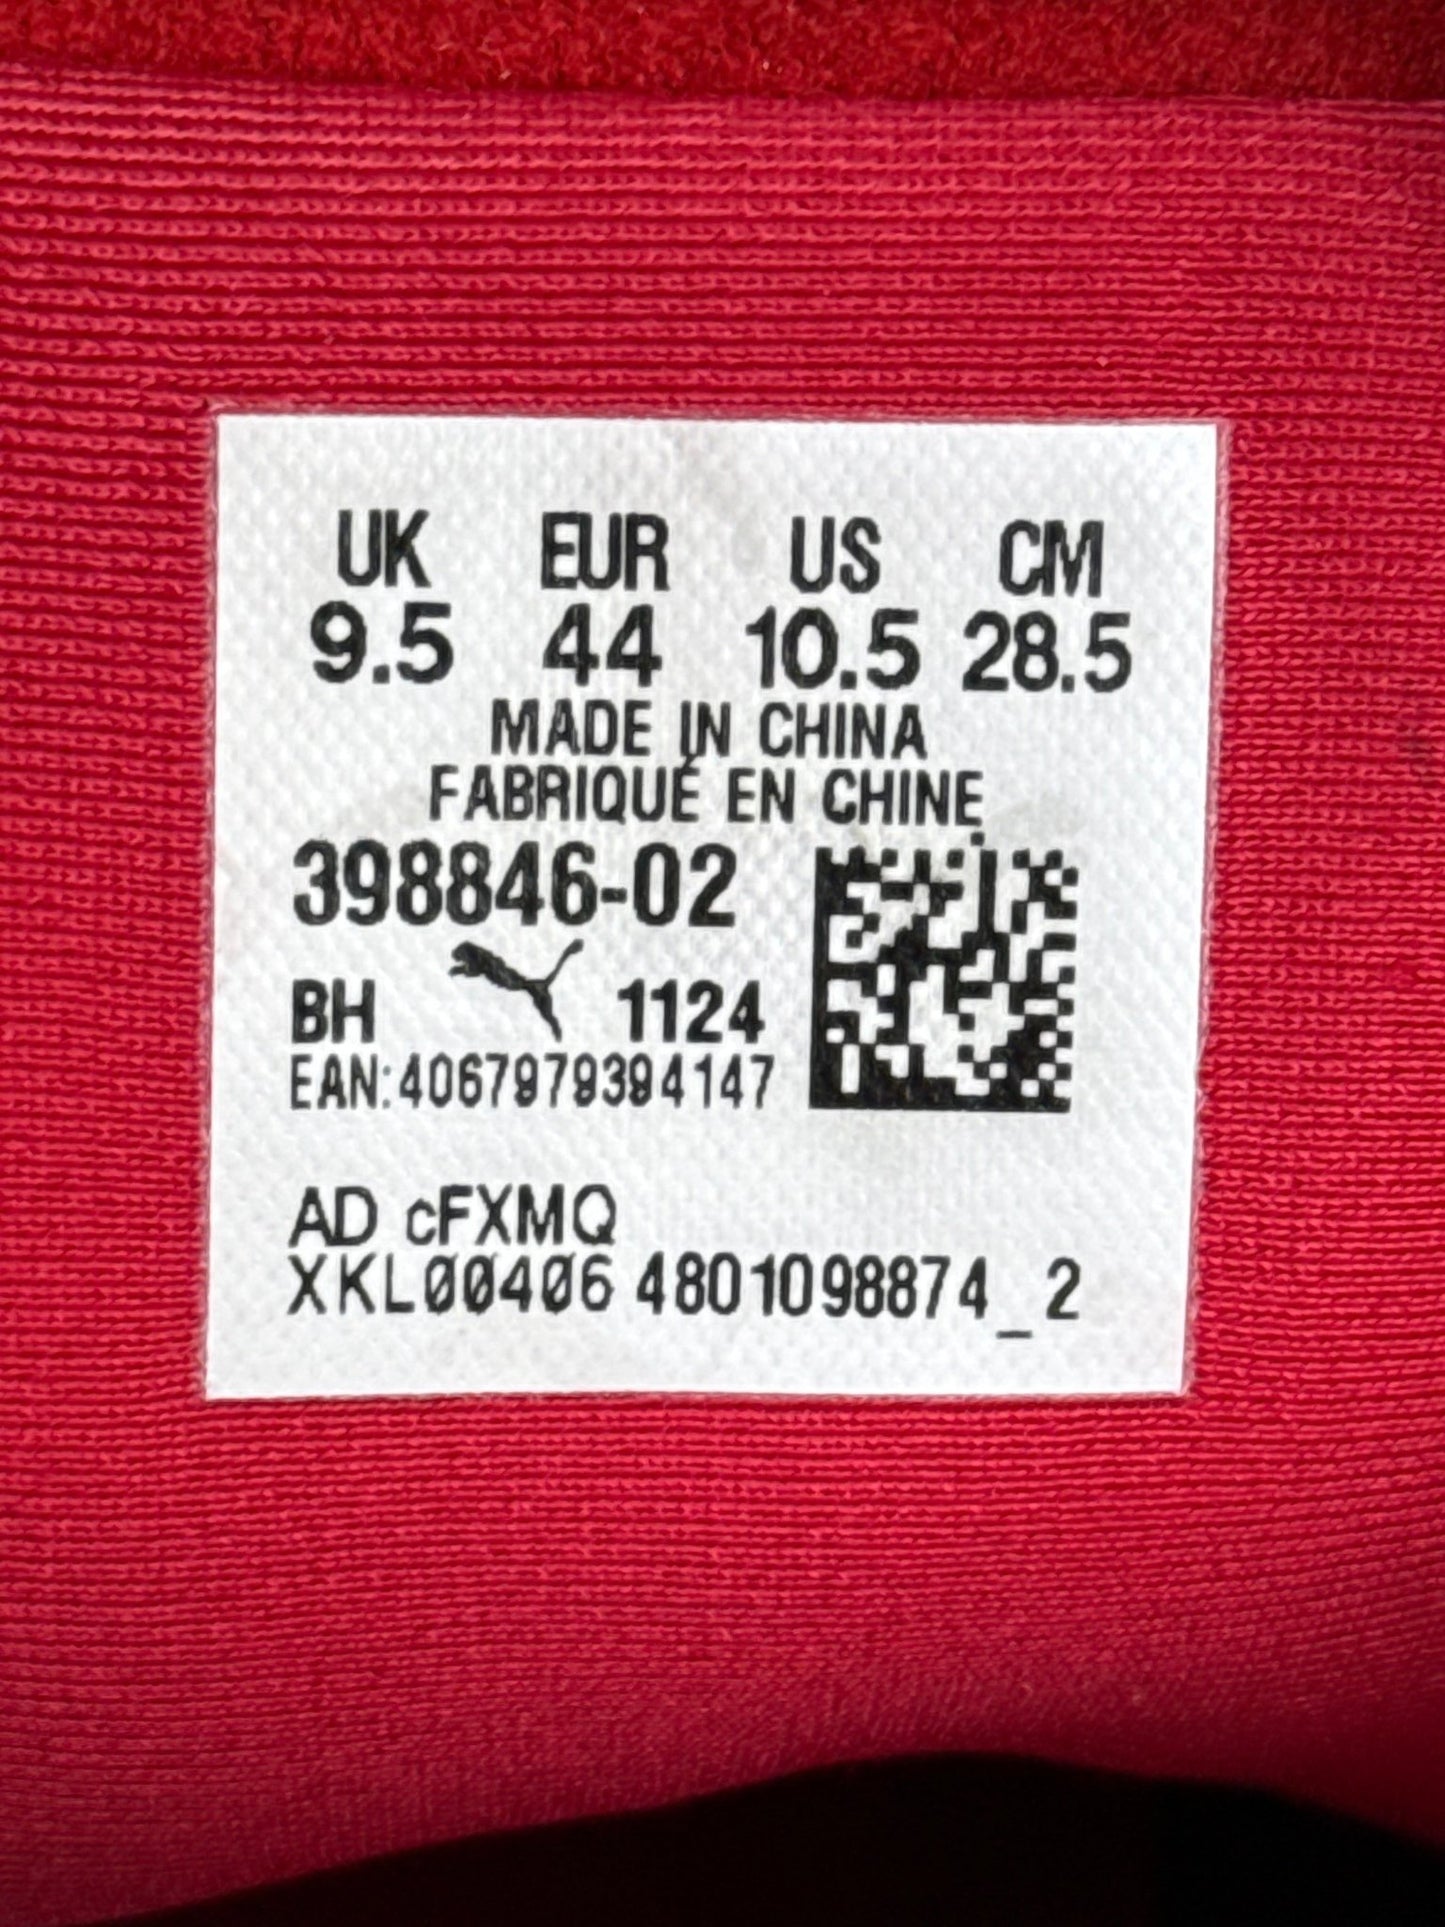 UK EUR US CM
9.5 44 10.5 28.5
MADE IN CHINA
FABRIQUÉ EN CHINE
398846-02
BH 1124
EAN:4067979394147
AD cFXMQ
XKL00406 4801098874_2